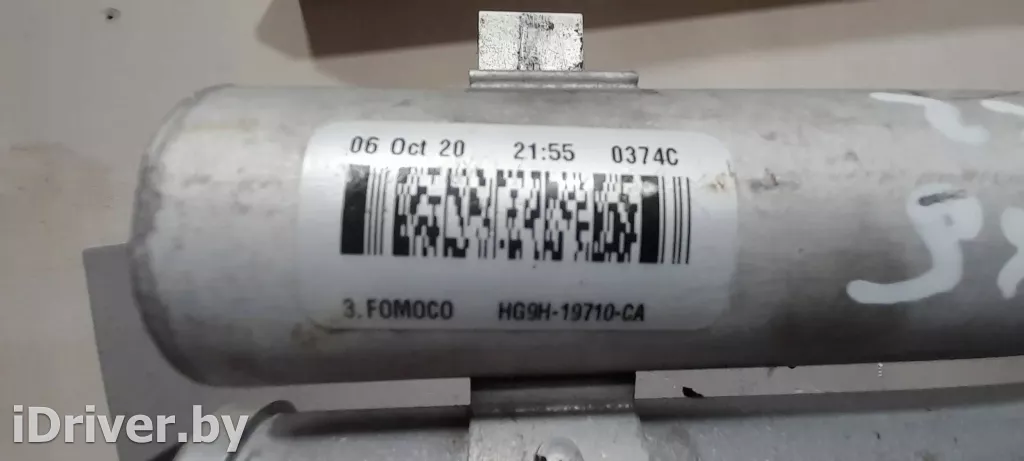 06 Oct 20 21:55 0374C
3.FOMOCO HG9H-19710-CA
iDriver.by